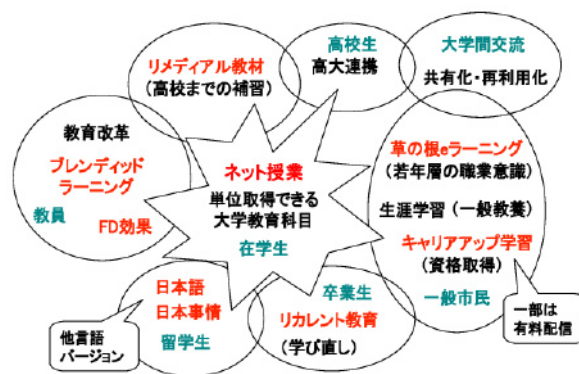 高校生
高大連携
大学間交流
共有化・再利用化
リメディアル教材
(高校までの補習)
教育改革
ブレンディッド
ラーニング
教員
FD効果
ネット授業
単位取得できる
大学教育科目
在学生
草の根eラーニング
(若年層の職業意識)
生涯学習(一般教養)
キャリアアップ学習
(資格取得)
一般市民
一部は
有料配信
日本語
日本事情
留学生
他言語
バージョン
卒業生
リカレント教育
(学び直し)